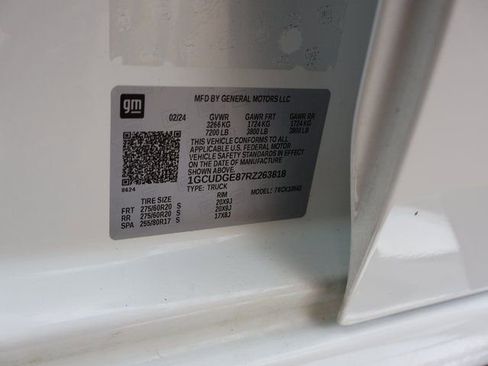 gm
MFD BY GENERAL MOTORS LLC
02/24 GVWR GAWR FRT GAWR RR
2266 KG 1724 KG 1724 KG
7200 LB 3800 LB 3800 LB
THIS VEHICLE CONFORMS TO ALL
APPLICABLE U.S. FEDERAL MOTOR
VEHICLE SAFETY STANDARDS IN EFFECT
ON THE DATE OF MANUFACTURE
SHOWN ABOVE.
1GCUDGE87RZ263818
TYPE: TRUCK MODEL:
TIRE SIZE RIM
FRT 275/60R20 S 20X9J
RR 275/60R20 S 20X9J
SPA 255/80R17 S 17X8J